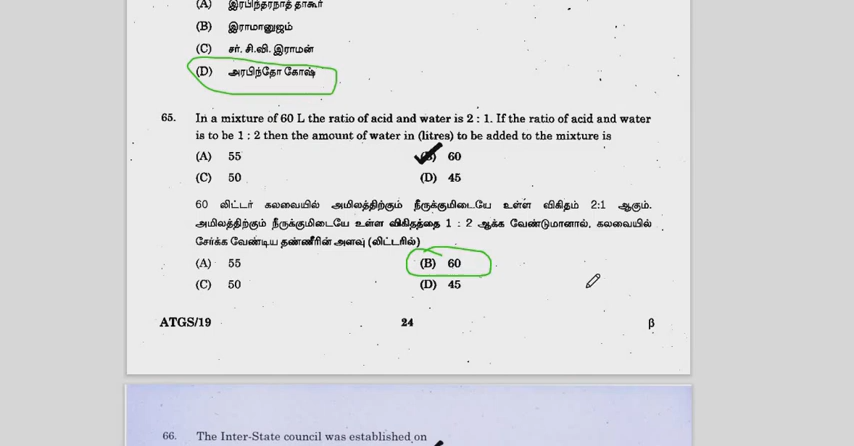 (A) இரபிந்தரநாத் தாகூர்
(B) இராமானுஜம்
(C) சர். சி.வி. இராமன்
(D) அரபிந்தோ கோஷ்
65. In a mixture of 60 L the ratio of acid and water is 2 : 1. If the ratio of acid and water
is to be 1 : 2 then the amount of water in (litres) to be added to the mixture is
(A) 55 (B) 60
(C) 50 (D) 45
60 லிட்டர் கலவையில் அமிலத்திற்கும் நீருக்குமிடையே உள்ள விகிதம் 2:1 ஆகும்.
அமிலத்திற்கும் நீருக்குமிடையே உள்ள விகிதத்தை 1 : 2 ஆக்க வேண்டுமானால், கலவையில்
சேர்க்க வேண்டிய தண்ணீரின் அளவு (லிட்டரில்)
(A) 55 (B) 60
(C) 50 (D) 45
ATGS/19 24 β
66. The Inter-State council was established on